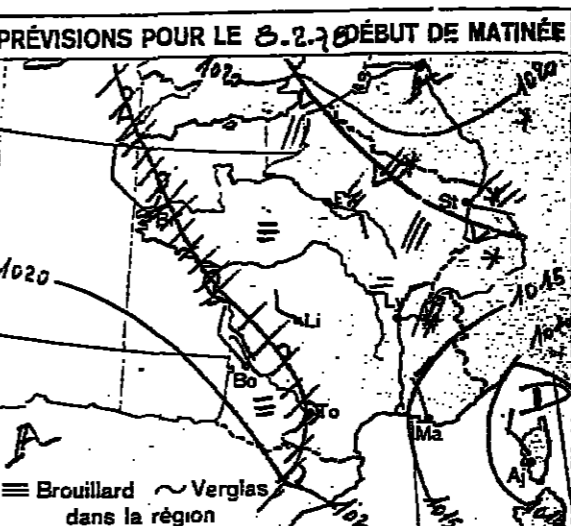 PRÉVISIONS POUR LE 8.2.78 DÉBUT DE MATINÉE
1020
1020
St
1020
1015
Ly
Li
Bo
To
Ma
D
A
Aj
≡ Brouillard ~ Verglas
dans la région
102
1015